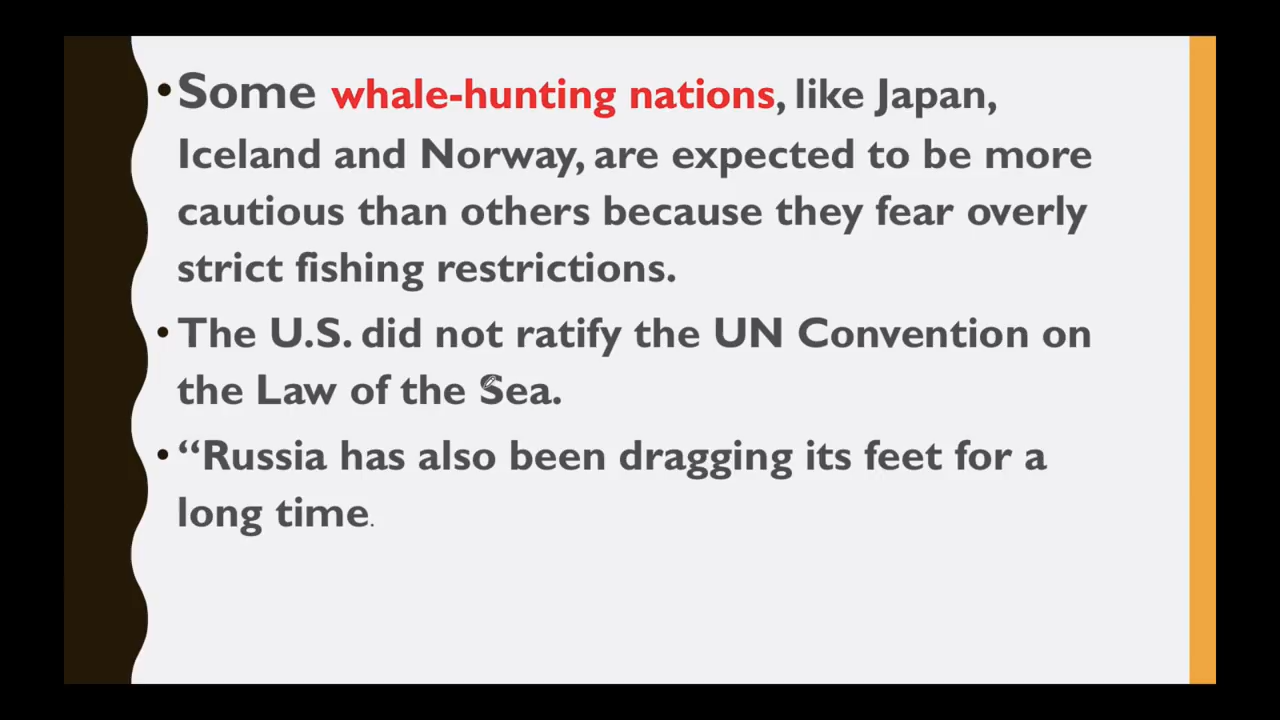 •Some whale-hunting nations, like Japan,
Iceland and Norway, are expected to be more
cautious than others because they fear overly
strict fishing restrictions.
•The U.S. did not ratify the UN Convention on
the Law of the Sea.
•“Russia has also been dragging its feet for a
long time.